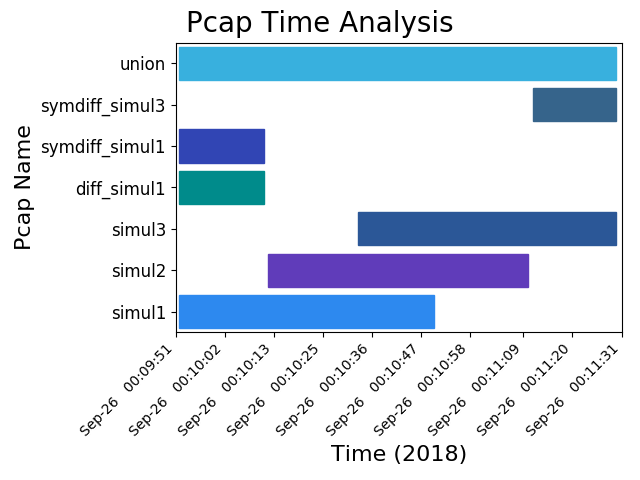 Pcap Time Analysis
Pcap Name
union
symdiff_simul3
symdiff_simul1
diff_simul1
simul3
simul2
simul1
Sep-26 00:09:51
Sep-26 00:10:02
Sep-26 00:10:13
Sep-26 00:10:25
Sep-26 00:10:36
Sep-26 00:10:47
Sep-26 00:10:58
Sep-26 00:11:09
Sep-26 00:11:20
Sep-26 00:11:31
Time (2018)